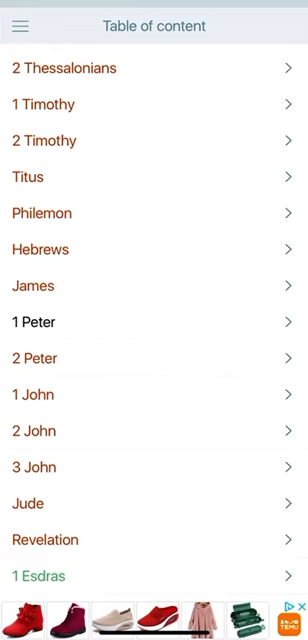 Table of content
2 Thessalonians
1 Timothy
2 Timothy
Titus
Philemon
Hebrews
James
1 Peter
2 Peter
1 John
2 John
3 John
Jude
Revelation
1 Esdras
TEMU